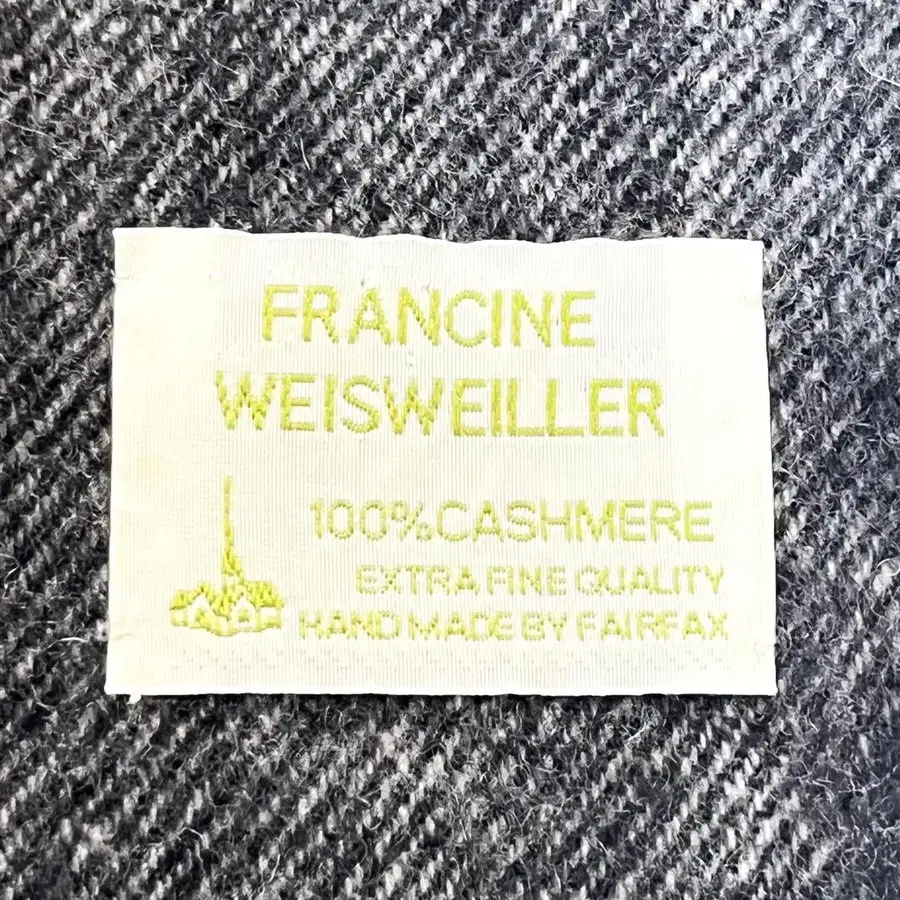 FRANCINE
WEISWEILLER
100%CASHMERE
EXTRA FINE QUALITY
HAND MADE BY FAIRFAX